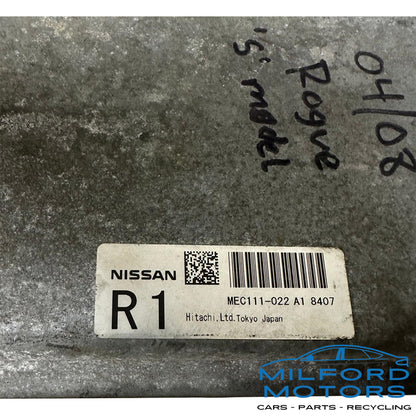 04/08
Rogue
'S' model
NISSAN
MEC111-022 A1 8407
R1
Hitachi,Ltd.Tokyo Japan
MILFORD
MOTORS
CARS - PARTS - RECYCLING